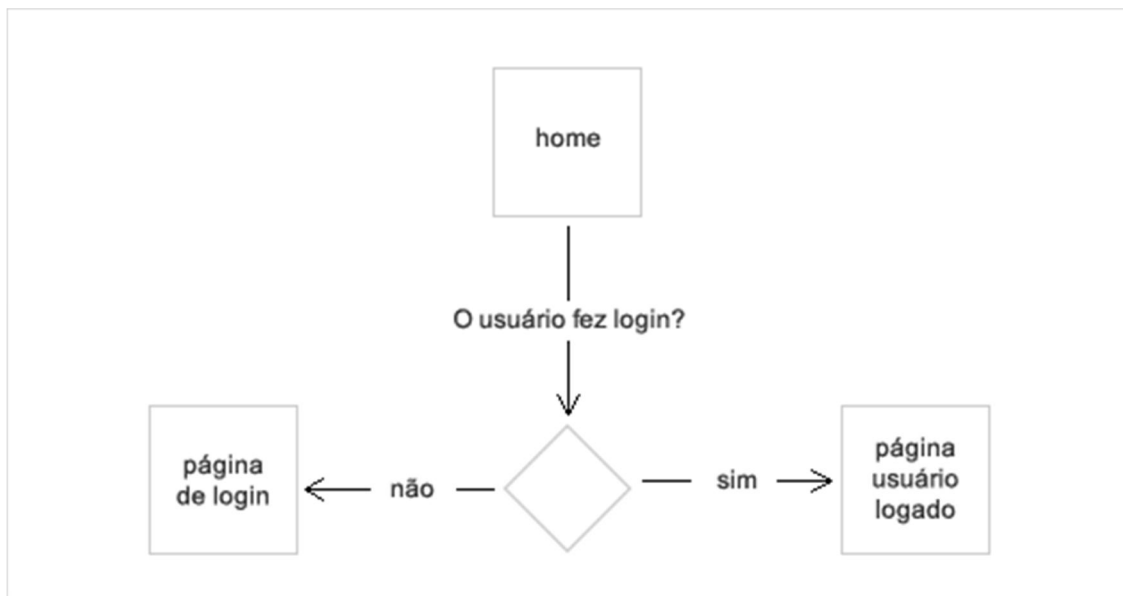 home
O usuário fez login?
página
de login
não
sim
página
usuário
logado